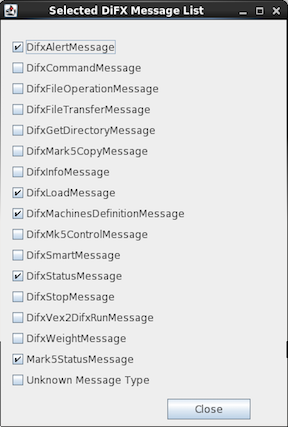 Selected DiFX Message List
DifxAlertMessage
DifxCommandMessage
DifxFileOperationMessage
DifxFileTransferMessage
DifxGetDirectoryMessage
DifxMark5CopyMessage
DifxInfoMessage
DifxLoadMessage
DifxMachinesDefinitionMessage
DifxMk5ControlMessage
DifxSmartMessage
DifxStatusMessage
DifxStopMessage
DifxVex2DifxRunMessage
DifxWeightMessage
Mark5StatusMessage
Unknown Message Type
Close